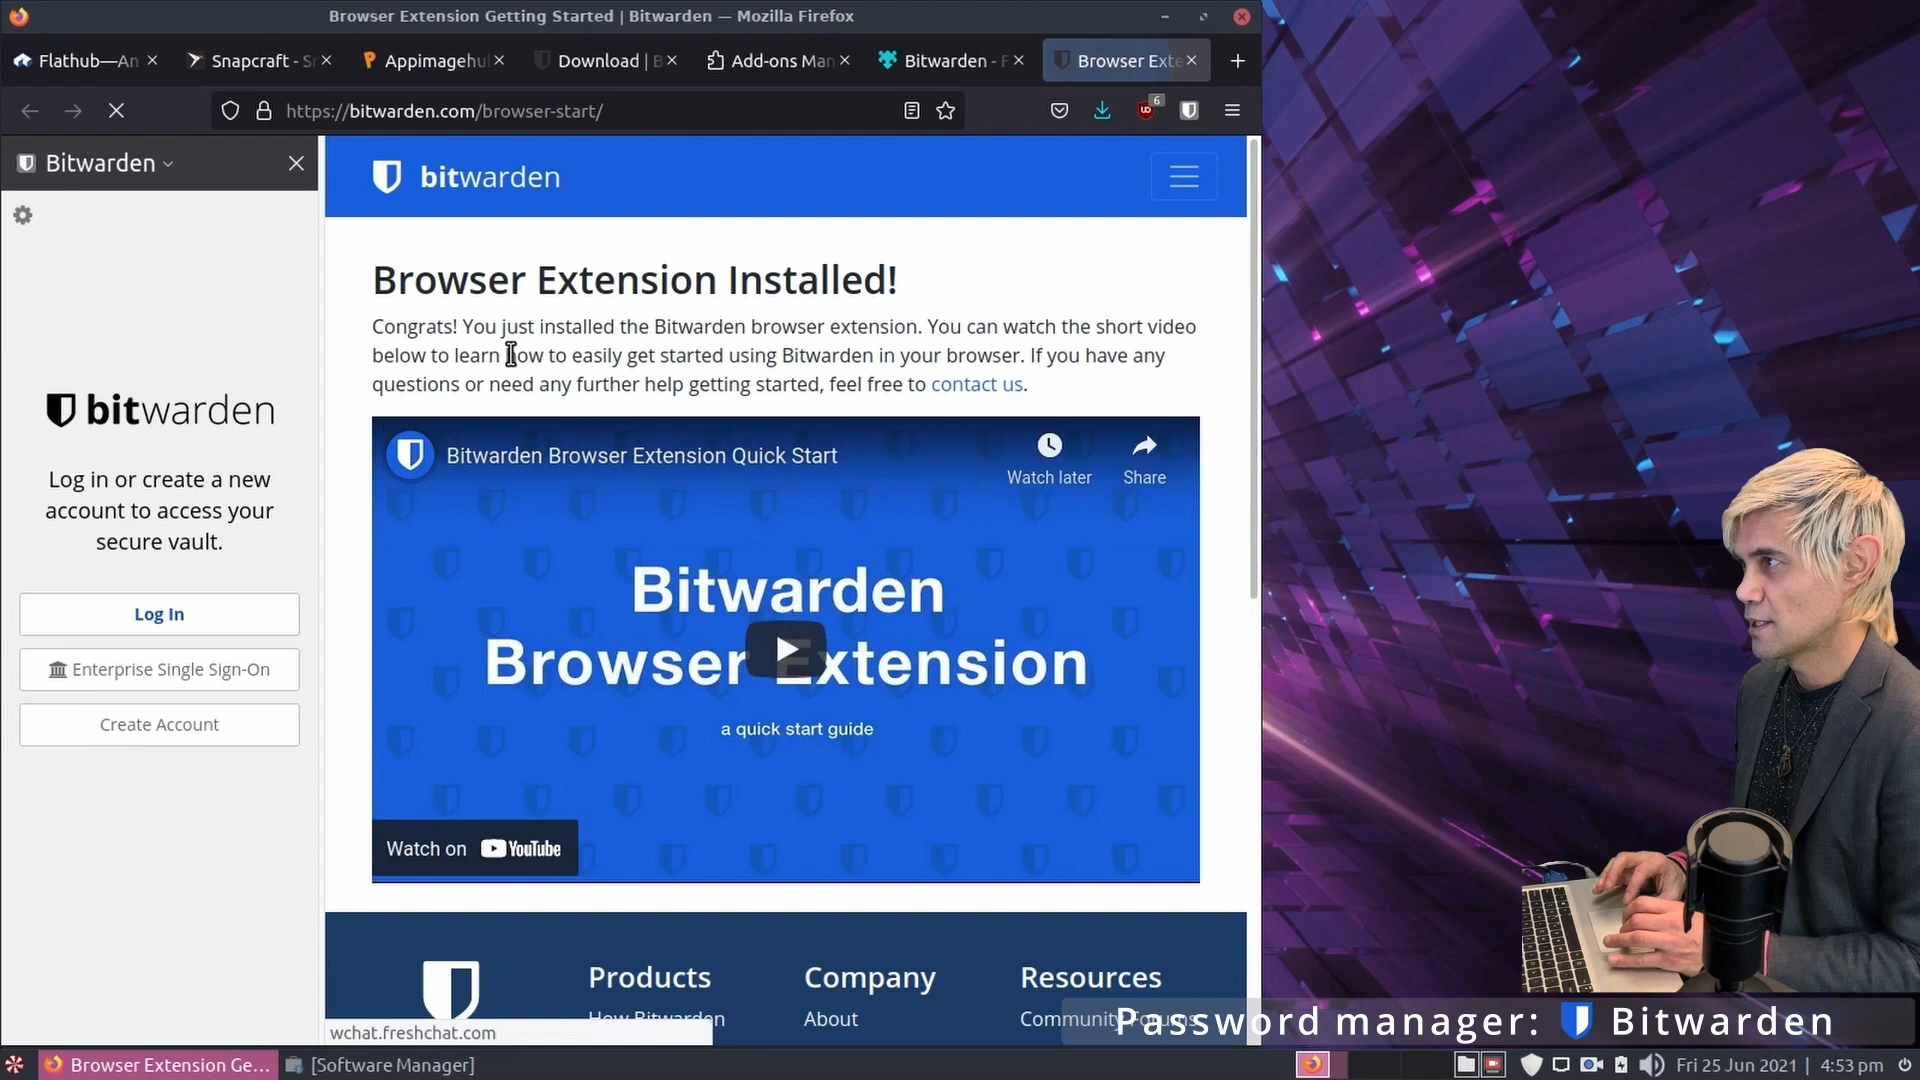 Browser Extension Getting Started | Bitwarden — Mozilla Firefox
Flathub—An
Snapcraft - Sn
Appimagehu
Download | B
Add-ons Man
Bitwarden - F
Browser Exte
https://bitwarden.com/browser-start/
6
Bitwarden
bitwarden
Browser Extension Installed!
Congrats! You just installed the Bitwarden browser extension. You can watch the short video
below to learn how to easily get started using Bitwarden in your browser. If you have any
questions or need any further help getting started, feel free to contact us.
bitwarden
Log in or create a new
account to access your
secure vault.
Log In
Enterprise Single Sign-On
Create Account
Bitwarden Browser Extension Quick Start
Watch later
Share
Bitwarden
Browser Extension
a quick start guide
Watch on YouTube
Products
Company
Resources
How Bitwarden
About
Community Forums
Password manager: Bitwarden
wchat.freshchat.com
Browser Extension Ge...
[Software Manager]
Fri 25 Jun 2021 | 4:53 pm